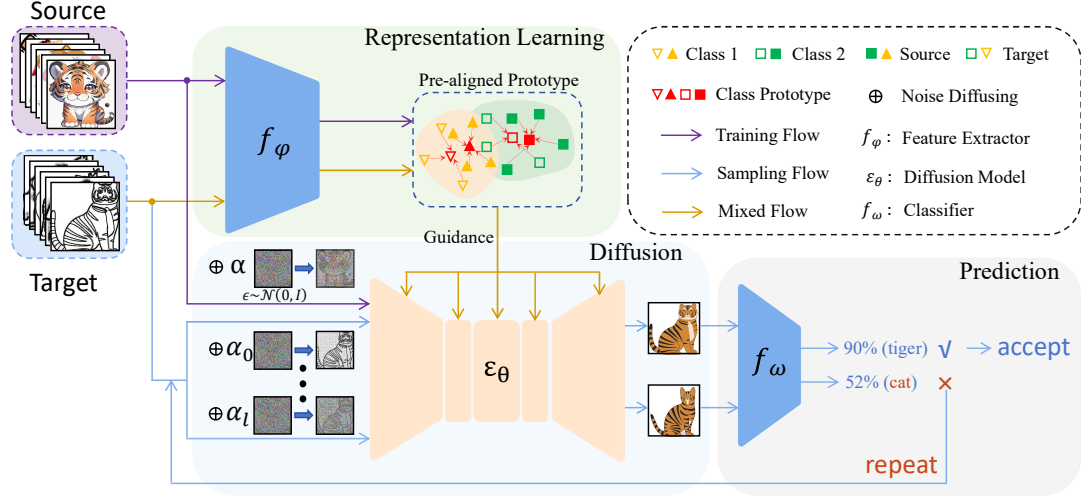 Source
Target
Representation Learning
f_φ
Pre-aligned Prototype
Guidance
Class 1
Class 2
Source
Target
Class Prototype
⊕ Noise Diffusing
Training Flow
f_φ : Feature Extractor
Sampling Flow
ε_θ : Diffusion Model
Mixed Flow
f_ω : Classifier
Diffusion
⊕ α
ϵ~𝒩(0, I)
⊕ α_0
⊕ α_l
ε_θ
Prediction
f_ω
90% (tiger) √ accept
52% (cat) ×
repeat